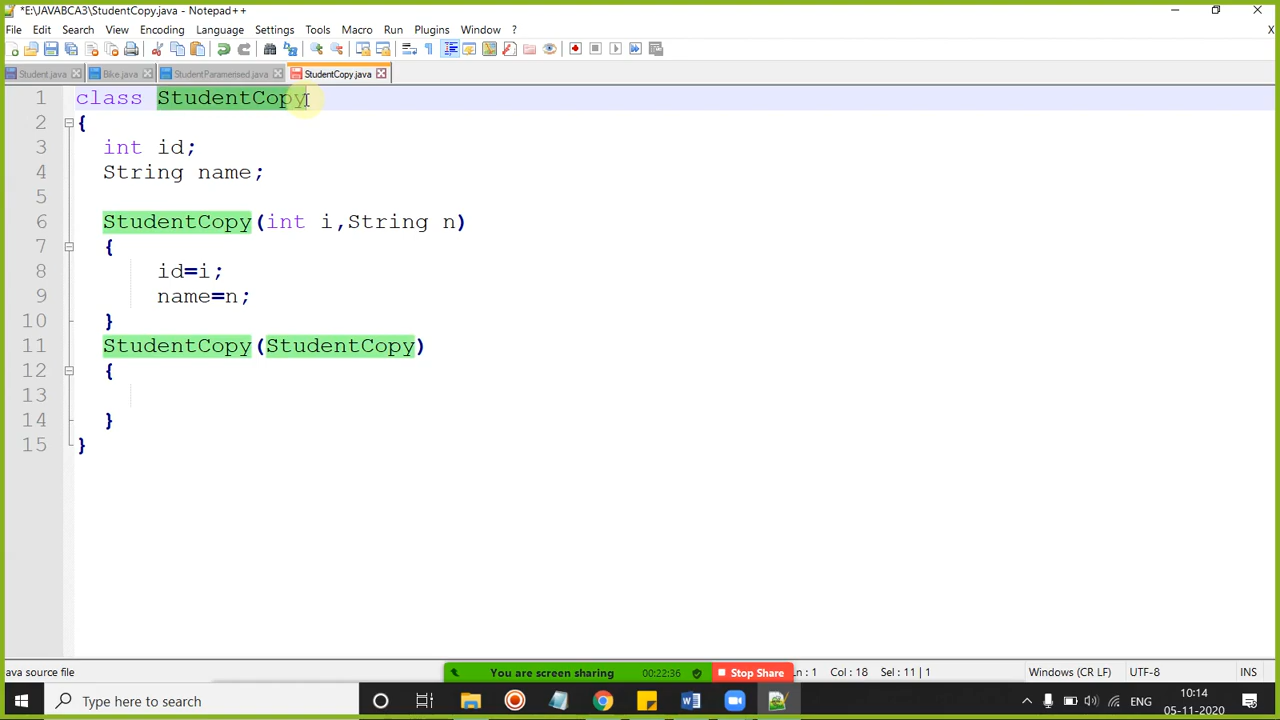 *E:\JAVABCA3\StudentCopy.java - Notepad++
File Edit Search View Encoding Language Settings Tools Macro Run Plugins Window ? X
Student.java Bike.java StudentParamerised.java StudentCopy.java
1 class StudentCopy
2 {
3 int id;
4 String name;
5
6 StudentCopy(int i,String n)
7 {
8 id=i;
9 name=n;
10 }
11 StudentCopy(StudentCopy)
12 {
13
14 }
15 }
ava source file You are screen sharing 00:22:36 Stop Share Ln : 1 Col : 18 Sel : 11 | 1 Windows (CR LF) UTF-8 INS
Type here to search ENG 10:14
05-11-2020